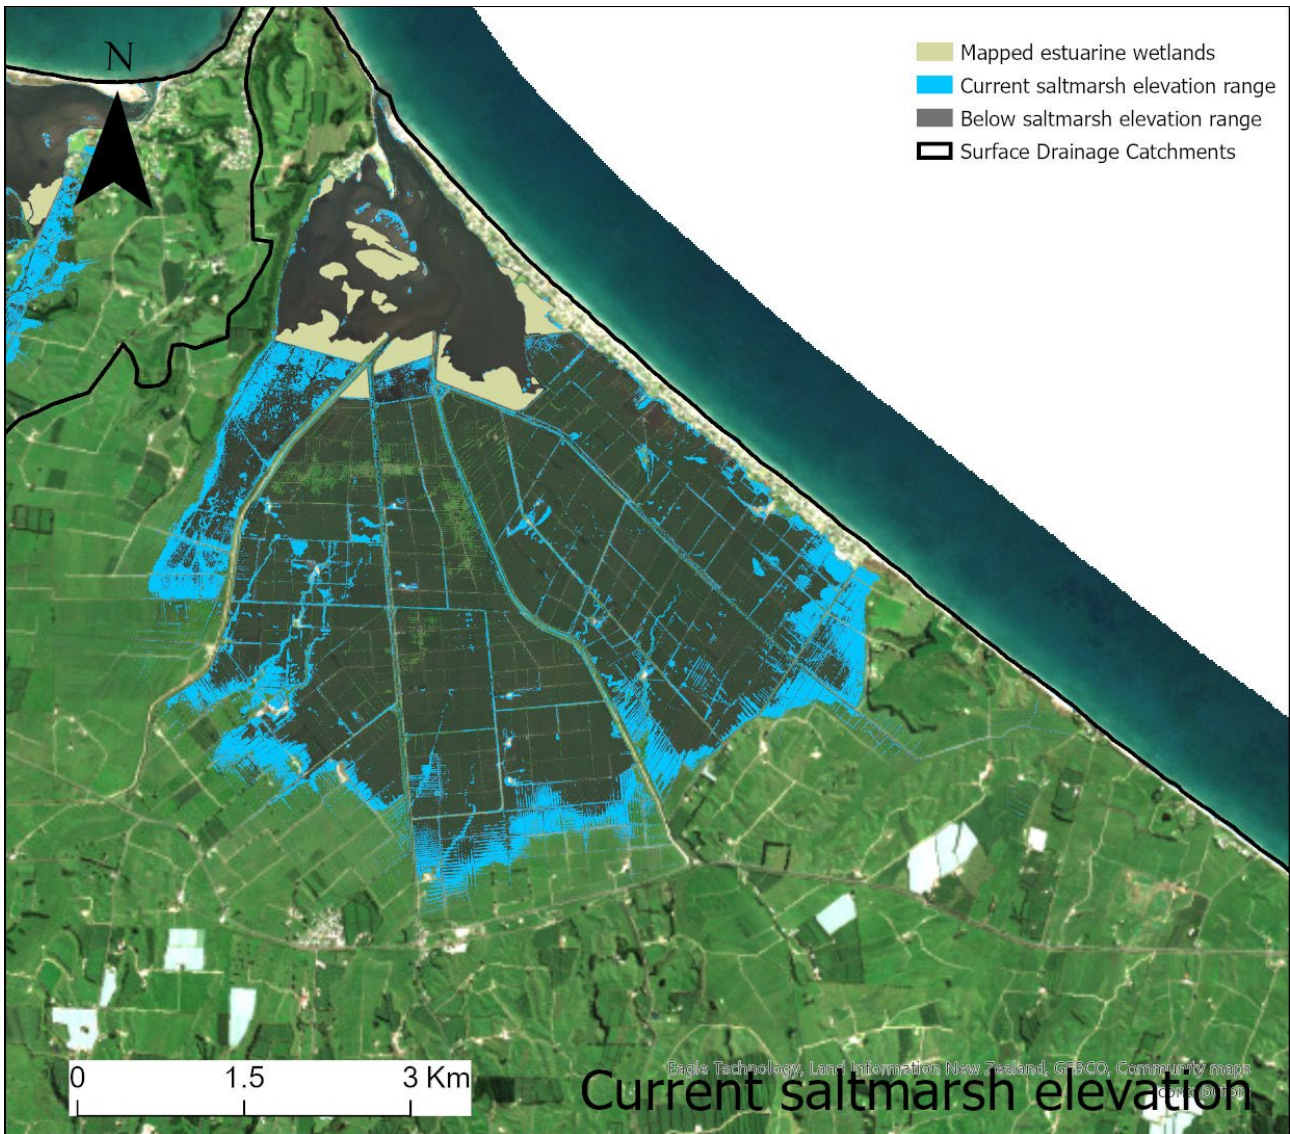 N
Mapped estuarine wetlands
Current saltmarsh elevation range
Below saltmarsh elevation range
Surface Drainage Catchments
0 1.5 3 Km
Eagle Technology, Land Information New Zealand, GEBCO, Community maps
contributor
Current saltmarsh elevation